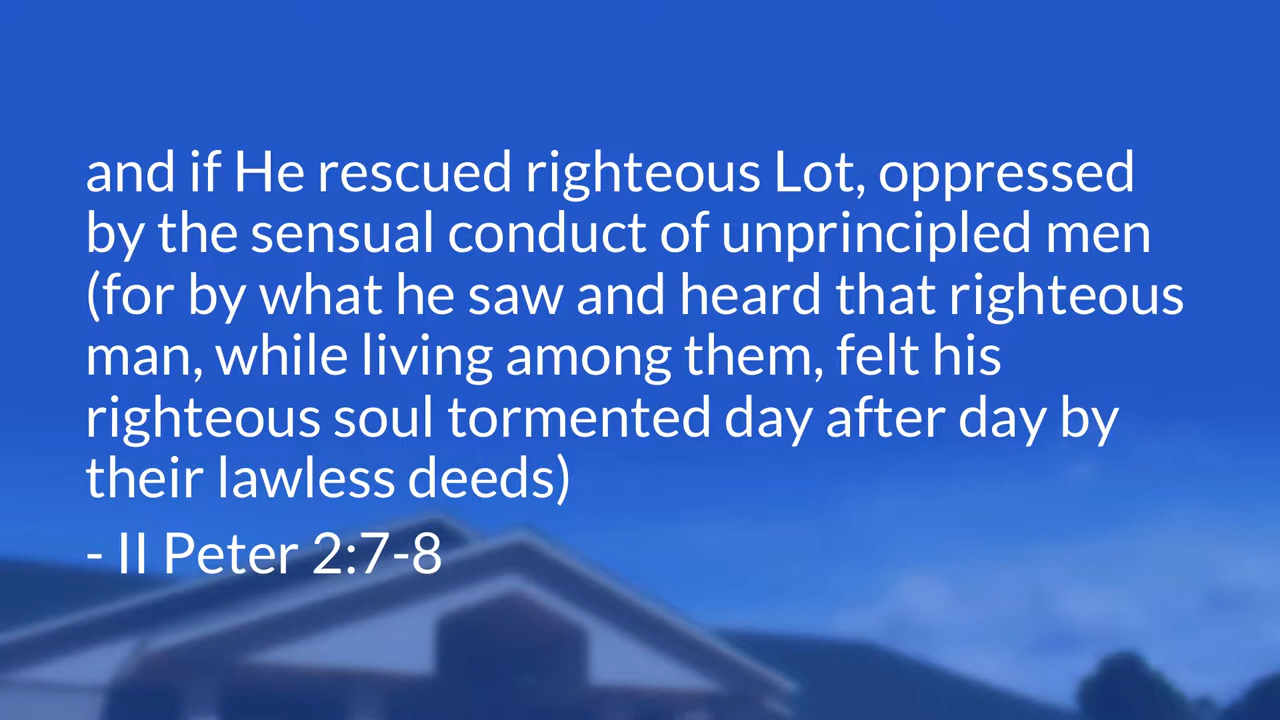 and if He rescued righteous Lot, oppressed
by the sensual conduct of unprincipled men
(for by what he saw and heard that righteous
man, while living among them, felt his
righteous soul tormented day after day by
their lawless deeds)
- II Peter 2:7-8